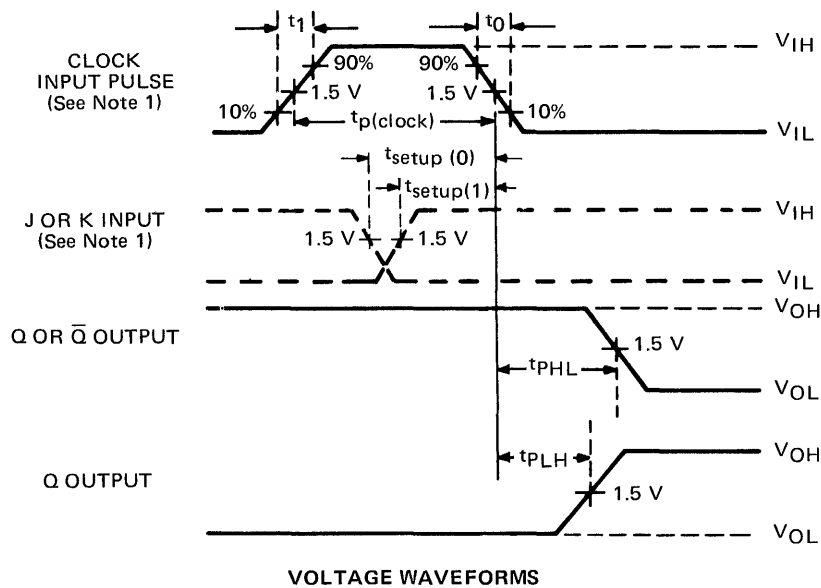 t1
t0
CLOCK
INPUT PULSE
(See Note 1)
90%
90%
VIH
1.5 V
1.5 V
10%
10%
tp(clock)
VIL
tsetup (0)
tsetup(1)
J OR K INPUT
(See Note 1)
VIH
1.5 V
1.5 V
VIL
VOH
Q OR Q̅ OUTPUT
1.5 V
tPHL
VOL
VOH
tPLH
Q OUTPUT
1.5 V
VOL
VOLTAGE WAVEFORMS